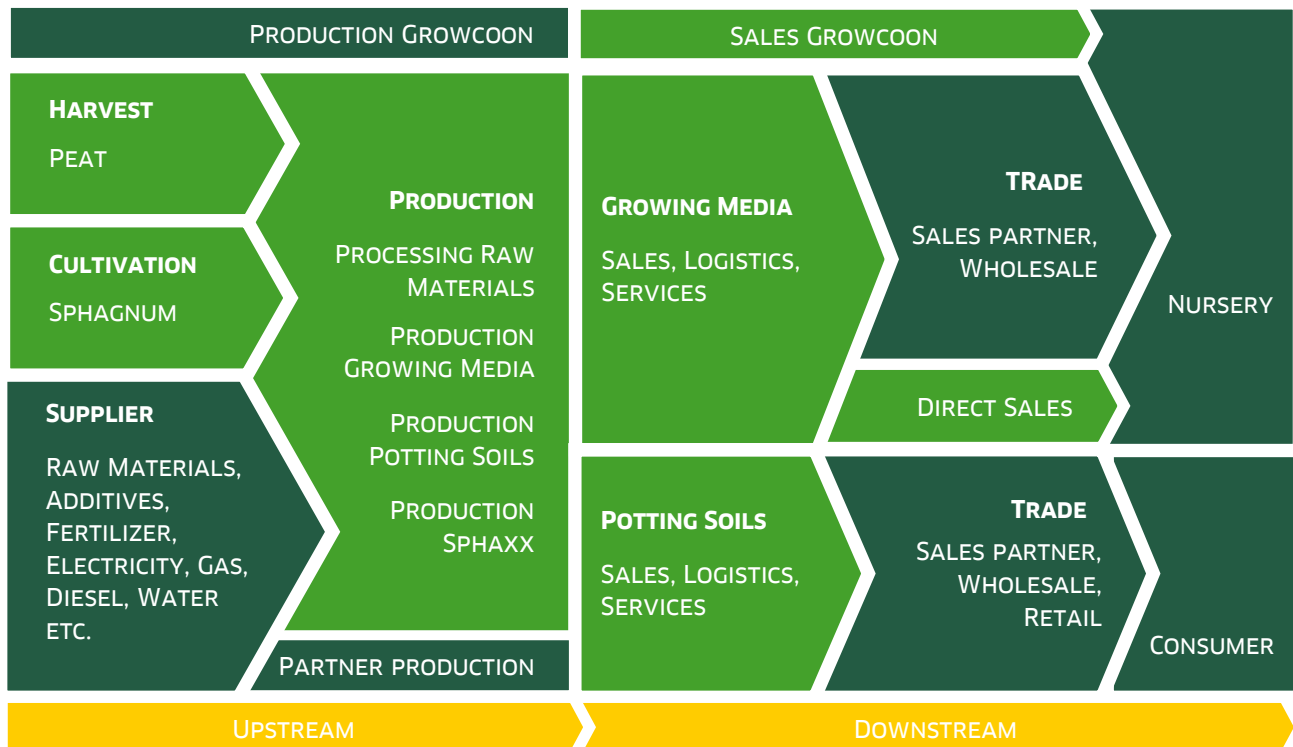 PRODUCTION GROWCOON
SALES GROWCOON
HARVEST
PEAT
CULTIVATION
SPHAGNUM
SUPPLIER
RAW MATERIALS,
ADDITIVES,
FERTILIZER,
ELECTRICITY, GAS,
DIESEL, WATER
ETC.
PRODUCTION
PROCESSING RAW
MATERIALS
PRODUCTION
GROWING MEDIA
PRODUCTION
POTTING SOILS
PRODUCTION
SPHAXX
PARTNER PRODUCTION
GROWING MEDIA
SALES, LOGISTICS,
SERVICES
TRADE
SALES PARTNER,
WHOLESALE
DIRECT SALES
NURSERY
POTTING SOILS
SALES, LOGISTICS,
SERVICES
TRADE
SALES PARTNER,
WHOLESALE,
RETAIL
CONSUMER
UPSTREAM
DOWNSTREAM